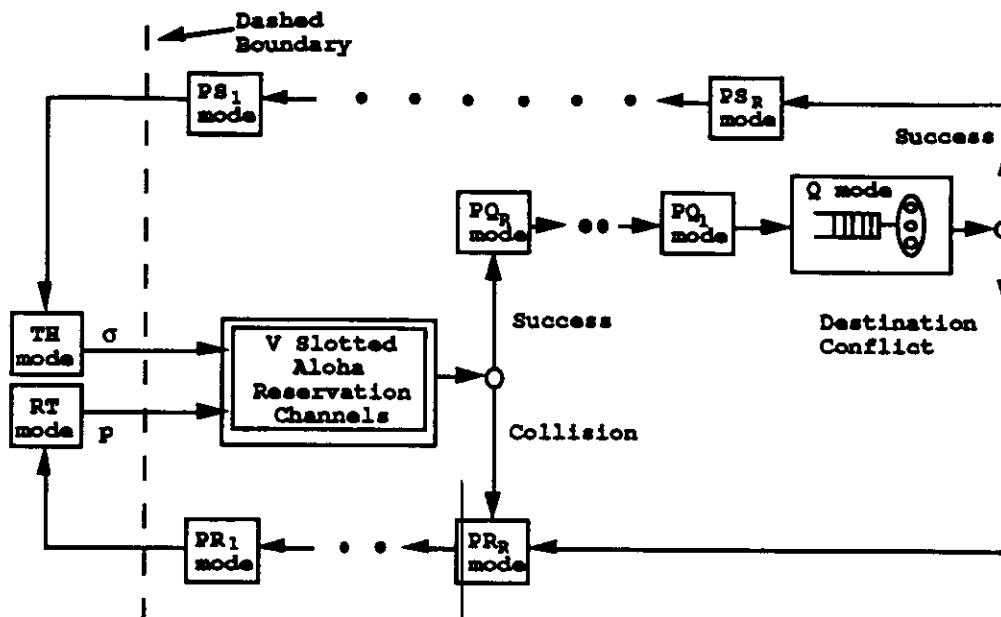 Dashed
Boundary
PS1
mode
PSR
mode
Success
PQR
mode
PQ1
mode
Q mode
TH
mode
σ
V Slotted
Aloha
Reservation
Channels
Success
Destination
Conflict
RT
mode
p
Collision
PR1
mode
PRR
mode